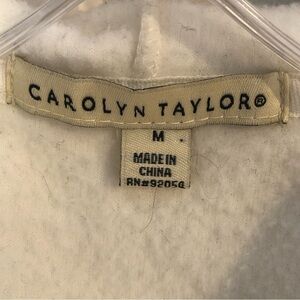 CAROLYN TAYLOR®
M
MADE IN
CHINA
RN#92056